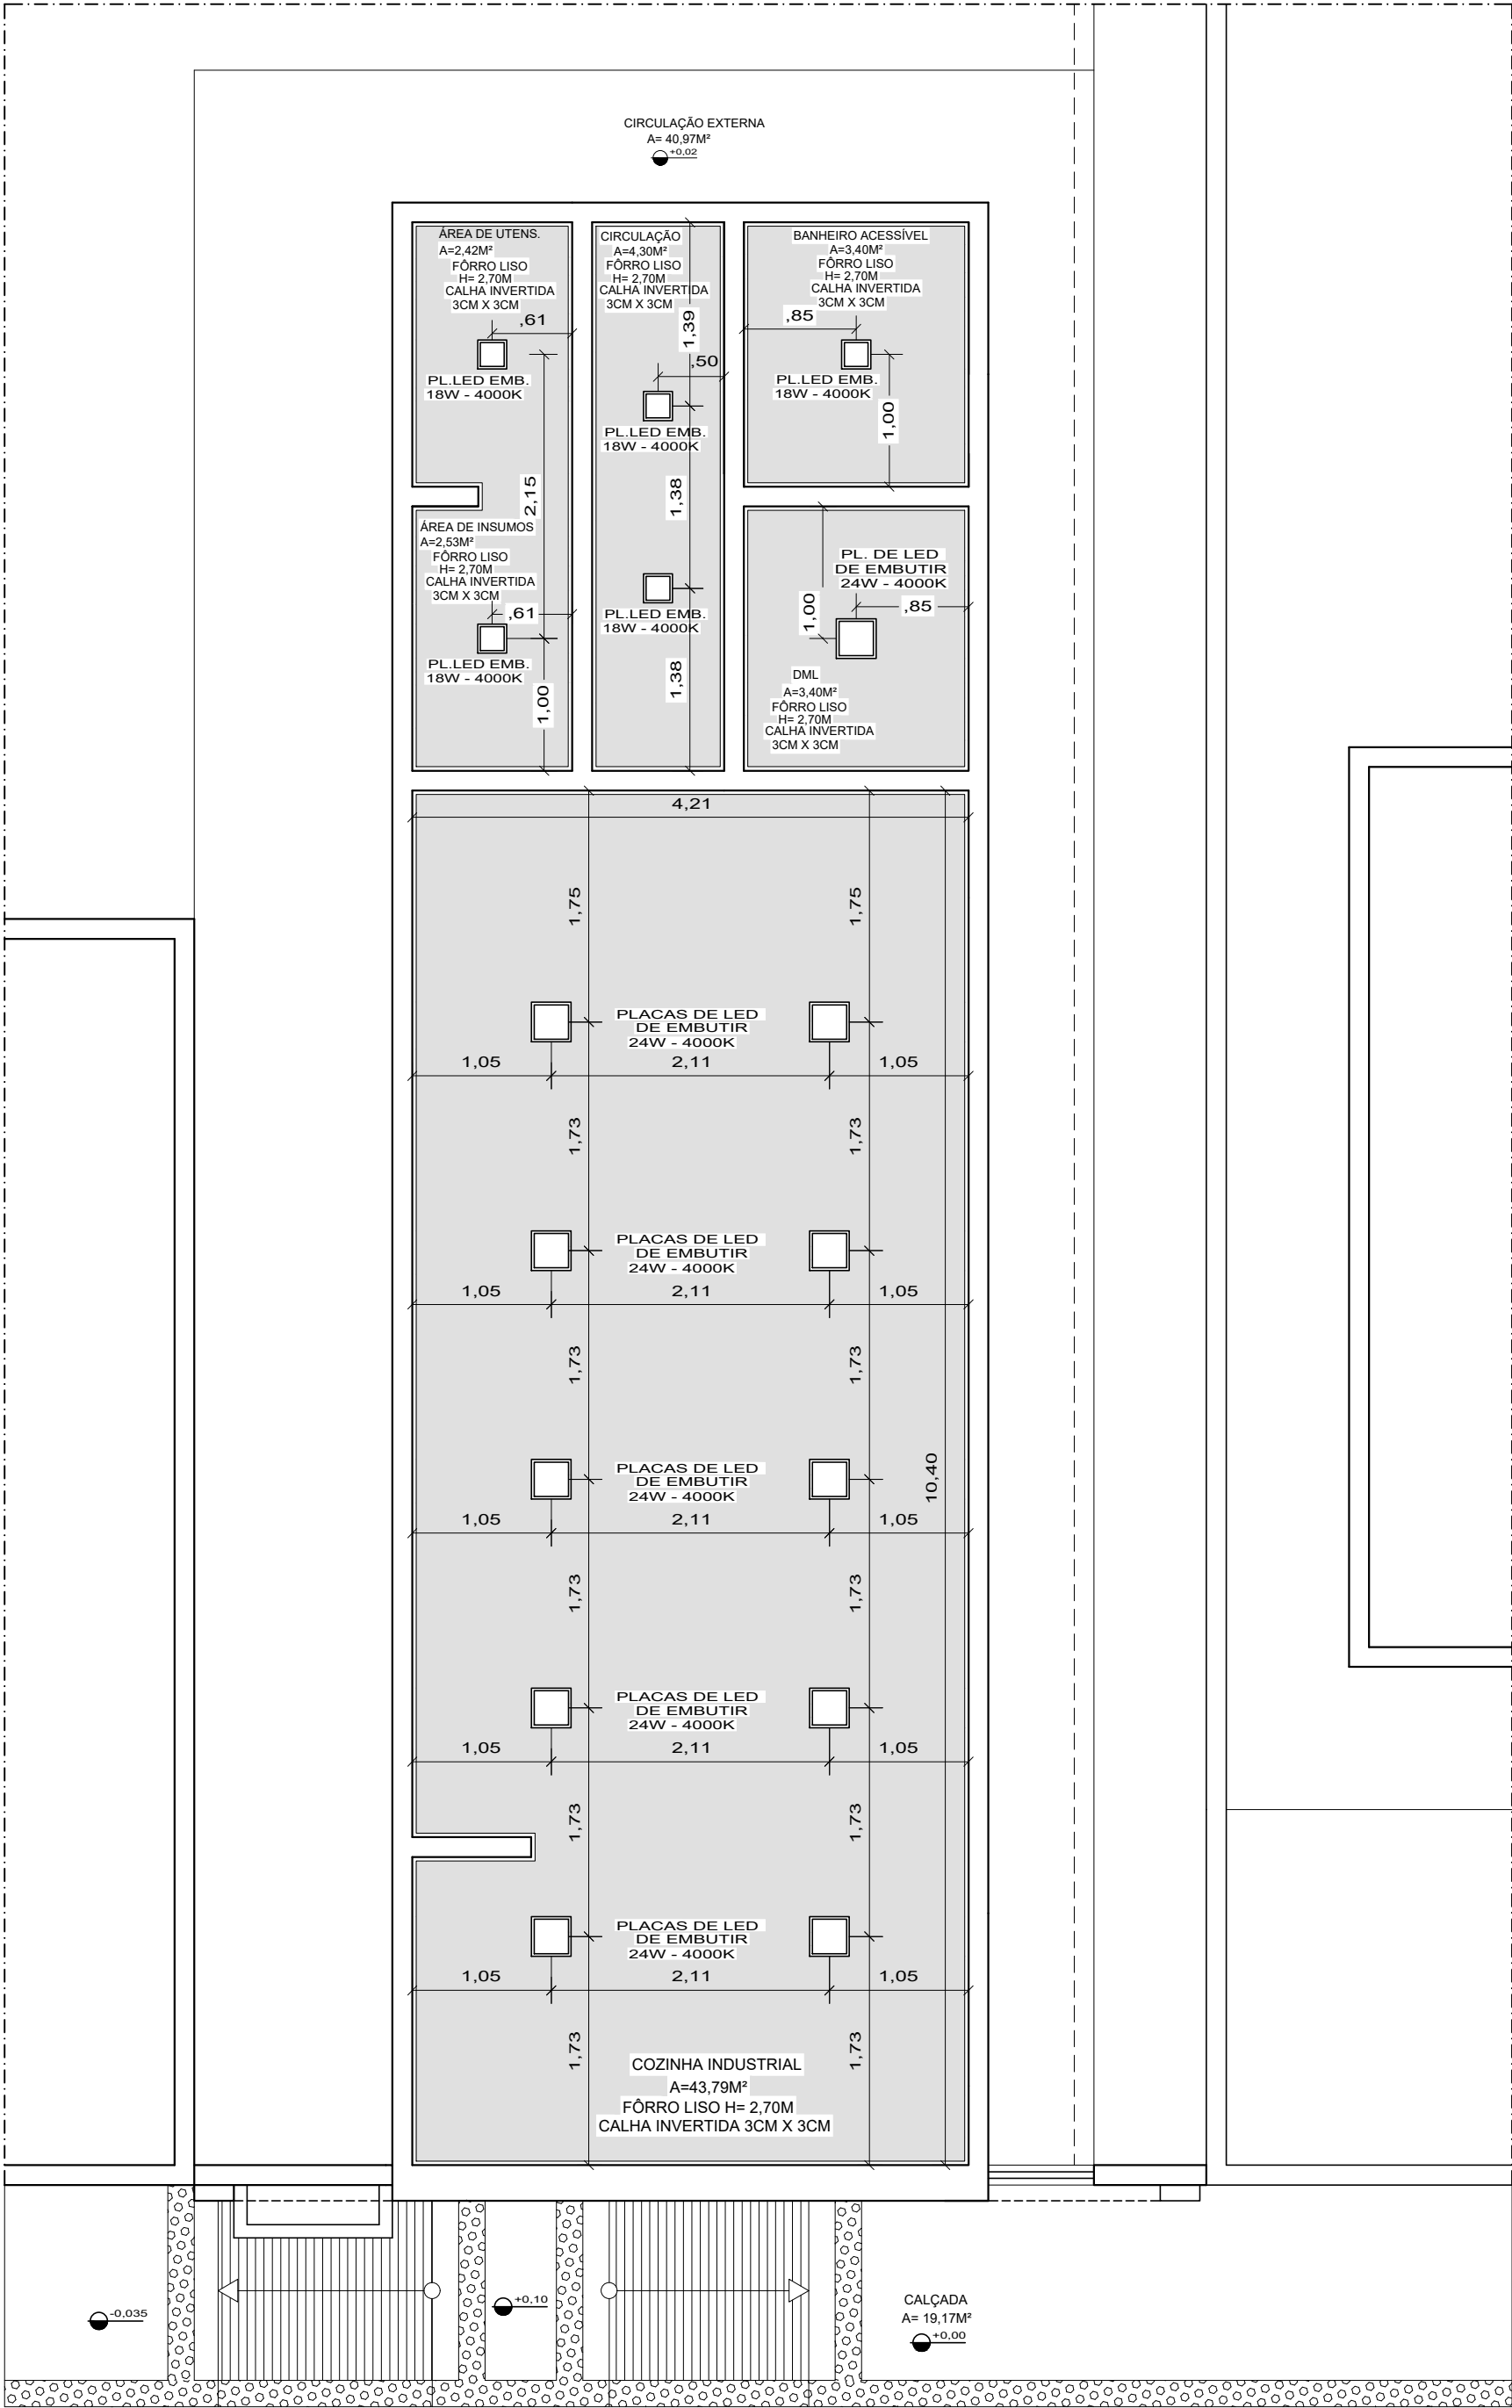 CIRCULAÇÃO EXTERNA
A= 40,97M²
+0,02
ÁREA DE UTENS.
A=2,42M²
FÔRRO LISO
H= 2,70M
CALHA INVERTIDA
3CM X 3CM
,61
PL.LED EMB.
18W - 4000K
2,15
CIRCULAÇÃO
A=4,30M²
FÔRRO LISO
H= 2,70M
CALHA INVERTIDA
3CM X 3CM
1,39
,50
PL.LED EMB.
18W - 4000K
1,38
PL.LED EMB.
18W - 4000K
1,38
BANHEIRO ACESSÍVEL
A=3,40M²
FÔRRO LISO
H= 2,70M
CALHA INVERTIDA
3CM X 3CM
,85
PL.LED EMB.
18W - 4000K
1,00
ÁREA DE INSUMOS
A=2,53M²
FÔRRO LISO
H= 2,70M
CALHA INVERTIDA
3CM X 3CM
,61
PL.LED EMB.
18W - 4000K
1,00
PL. DE LED
DE EMBUTIR
24W - 4000K
1,00
,85
DML
A=3,40M²
FÔRRO LISO
H= 2,70M
CALHA INVERTIDA
3CM X 3CM
4,21
1,75
1,75
PLACAS DE LED
DE EMBUTIR
24W - 4000K
1,05
2,11
1,05
1,73
1,73
PLACAS DE LED
DE EMBUTIR
24W - 4000K
1,05
2,11
1,05
1,73
1,73
10,40
PLACAS DE LED
DE EMBUTIR
24W - 4000K
1,05
2,11
1,05
1,73
1,73
PLACAS DE LED
DE EMBUTIR
24W - 4000K
1,05
2,11
1,05
1,73
1,73
PLACAS DE LED
DE EMBUTIR
24W - 4000K
1,05
2,11
1,05
1,73
1,73
COZINHA INDUSTRIAL
A=43,79M²
FÔRRO LISO H= 2,70M
CALHA INVERTIDA 3CM X 3CM
-0,035
+0,10
CALÇADA
A= 19,17M²
+0,00